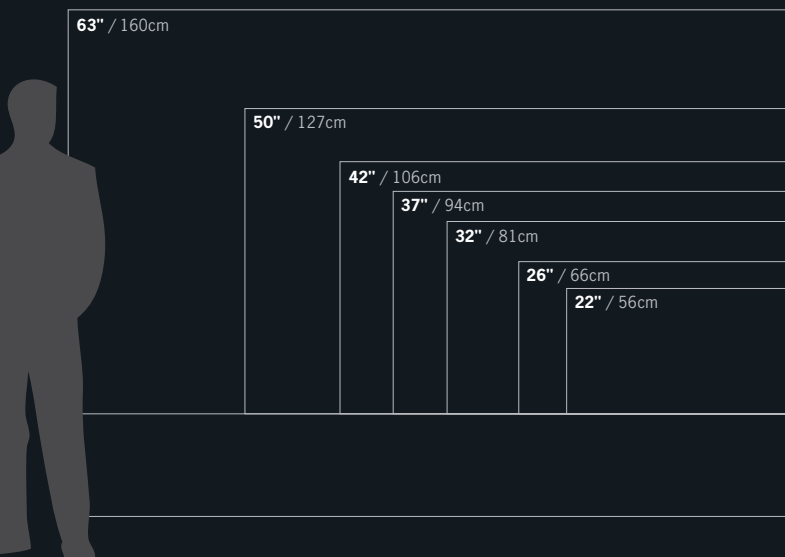 63" / 160cm
50" / 127cm
42" / 106cm
37" / 94cm
32" / 81cm
26" / 66cm
22" / 56cm